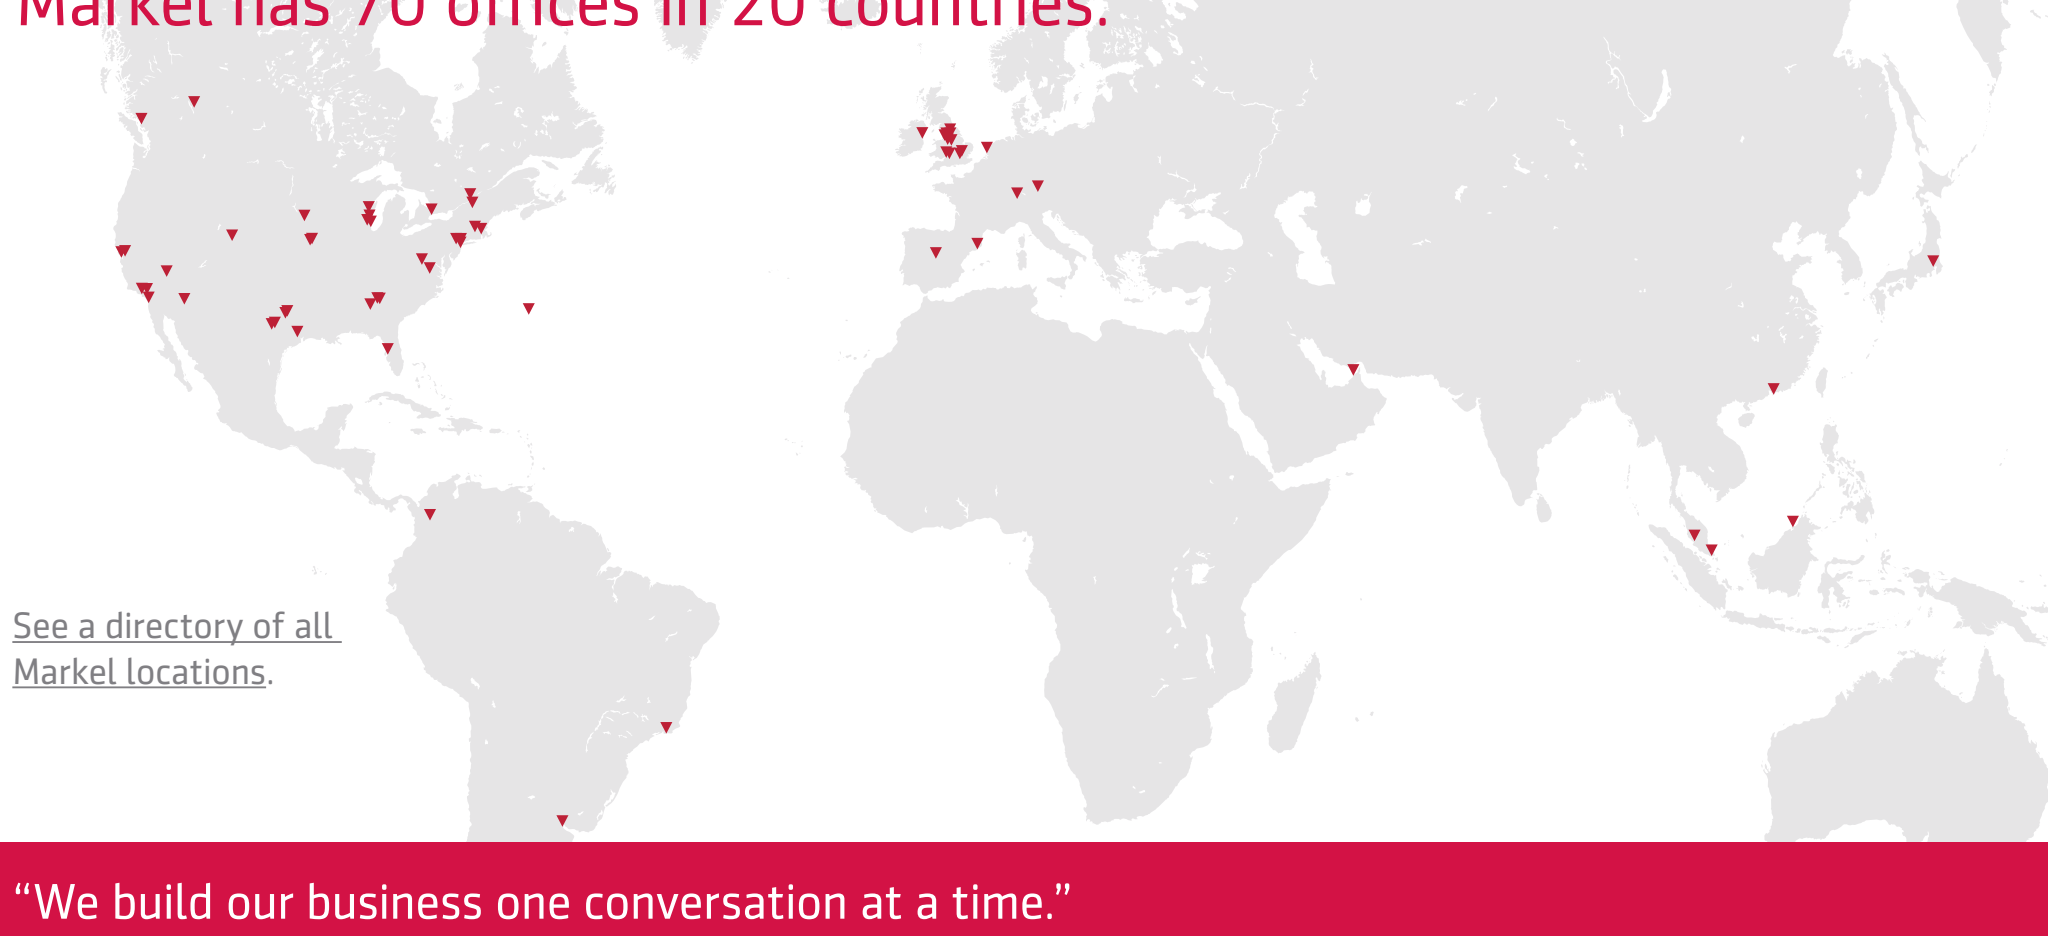 Markel has 70 offices in 20 countries.
See a directory of all
Markel locations.
“We build our business one conversation at a time.”